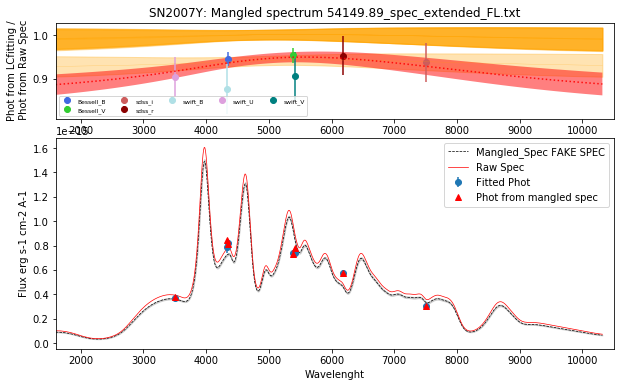 SN2007Y: Mangled spectrum 54149.89_spec_extended_FL.txt
Phot from LCfitting /
Phot from Raw Spec
1.0
0.9
Bessell_B
Bessell_V
sdss_i
sdss_r
swift_B
swift_U
swift_V
2000 3000 4000 5000 6000 7000 8000 9000 10000
1e−15
Flux erg s-1 cm-2 A-1
1.6
1.4
1.2
1.0
0.8
0.6
0.4
0.2
0.0
Mangled_Spec FAKE SPEC
Raw Spec
Fitted Phot
Phot from mangled spec
2000 3000 4000 5000 6000 7000 8000 9000 10000
Wavelenght